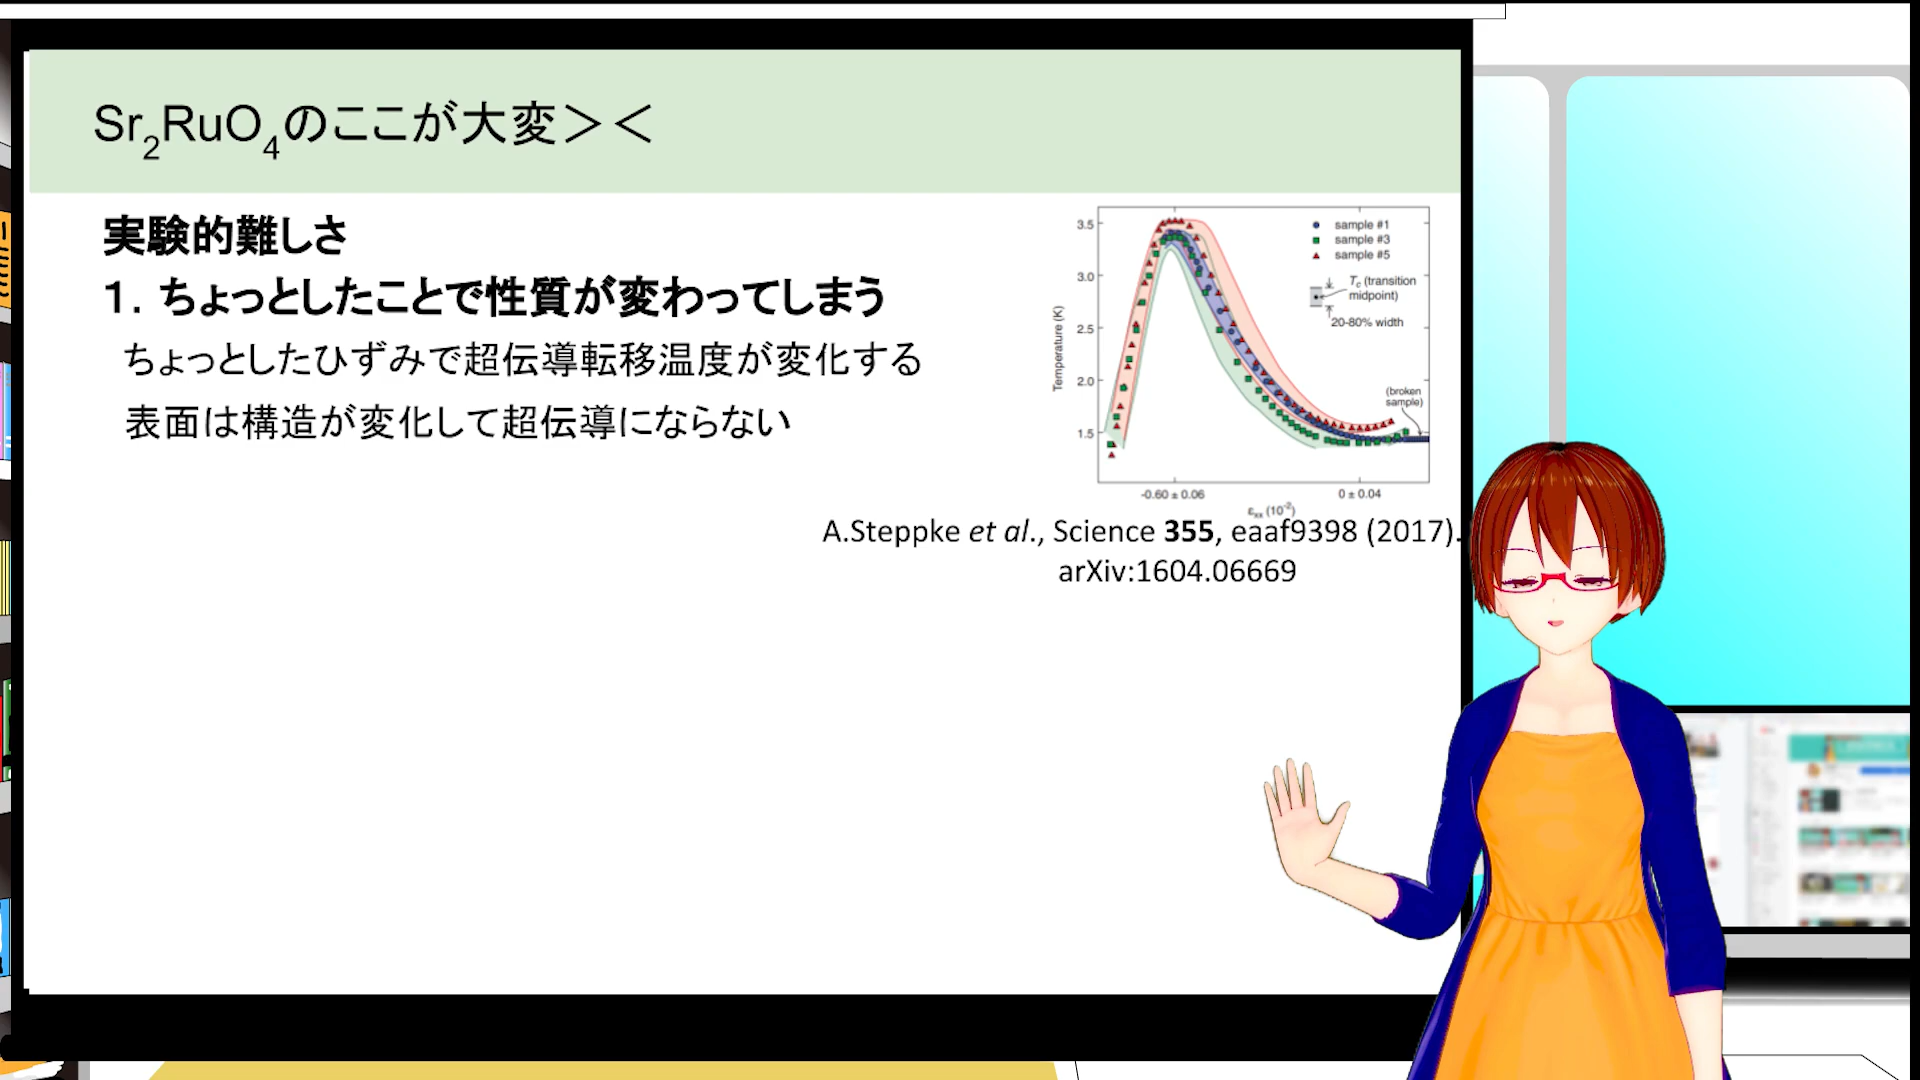 Sr2RuO4のここが大変＞＜
実験的難しさ
１．ちょっとしたことで性質が変わってしまう
ちょっとしたひずみで超伝導転移温度が変化する
表面は構造が変化して超伝導にならない
3.5
3.0
2.5
2.0
1.5
Temperature (K)
sample #1
sample #3
sample #5
Tc (transition
midpoint)
20-80% width
(broken
sample)
-0.60 ± 0.06
0 ± 0.04
εxx (10-2)
A.Steppke et al., Science 355, eaaf9398 (2017).
arXiv:1604.06669